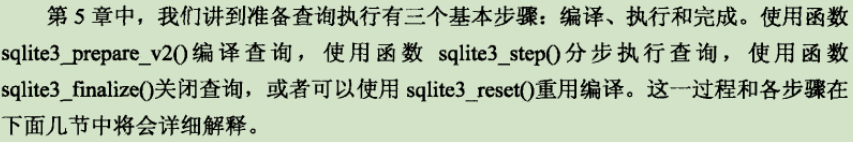 第 5 章中，我们讲到准备查询执行有三个基本步骤：编译、执行和完成。使用函数
sqlite3_prepare_v2()编译查询，使用函数 sqlite3_step()分步执行查询，使用函数
sqlite3_finalize()关闭查询，或者可以使用 sqlite3_reset()重用编译。这一过程和各步骤在
下面几节中将会详细解释。